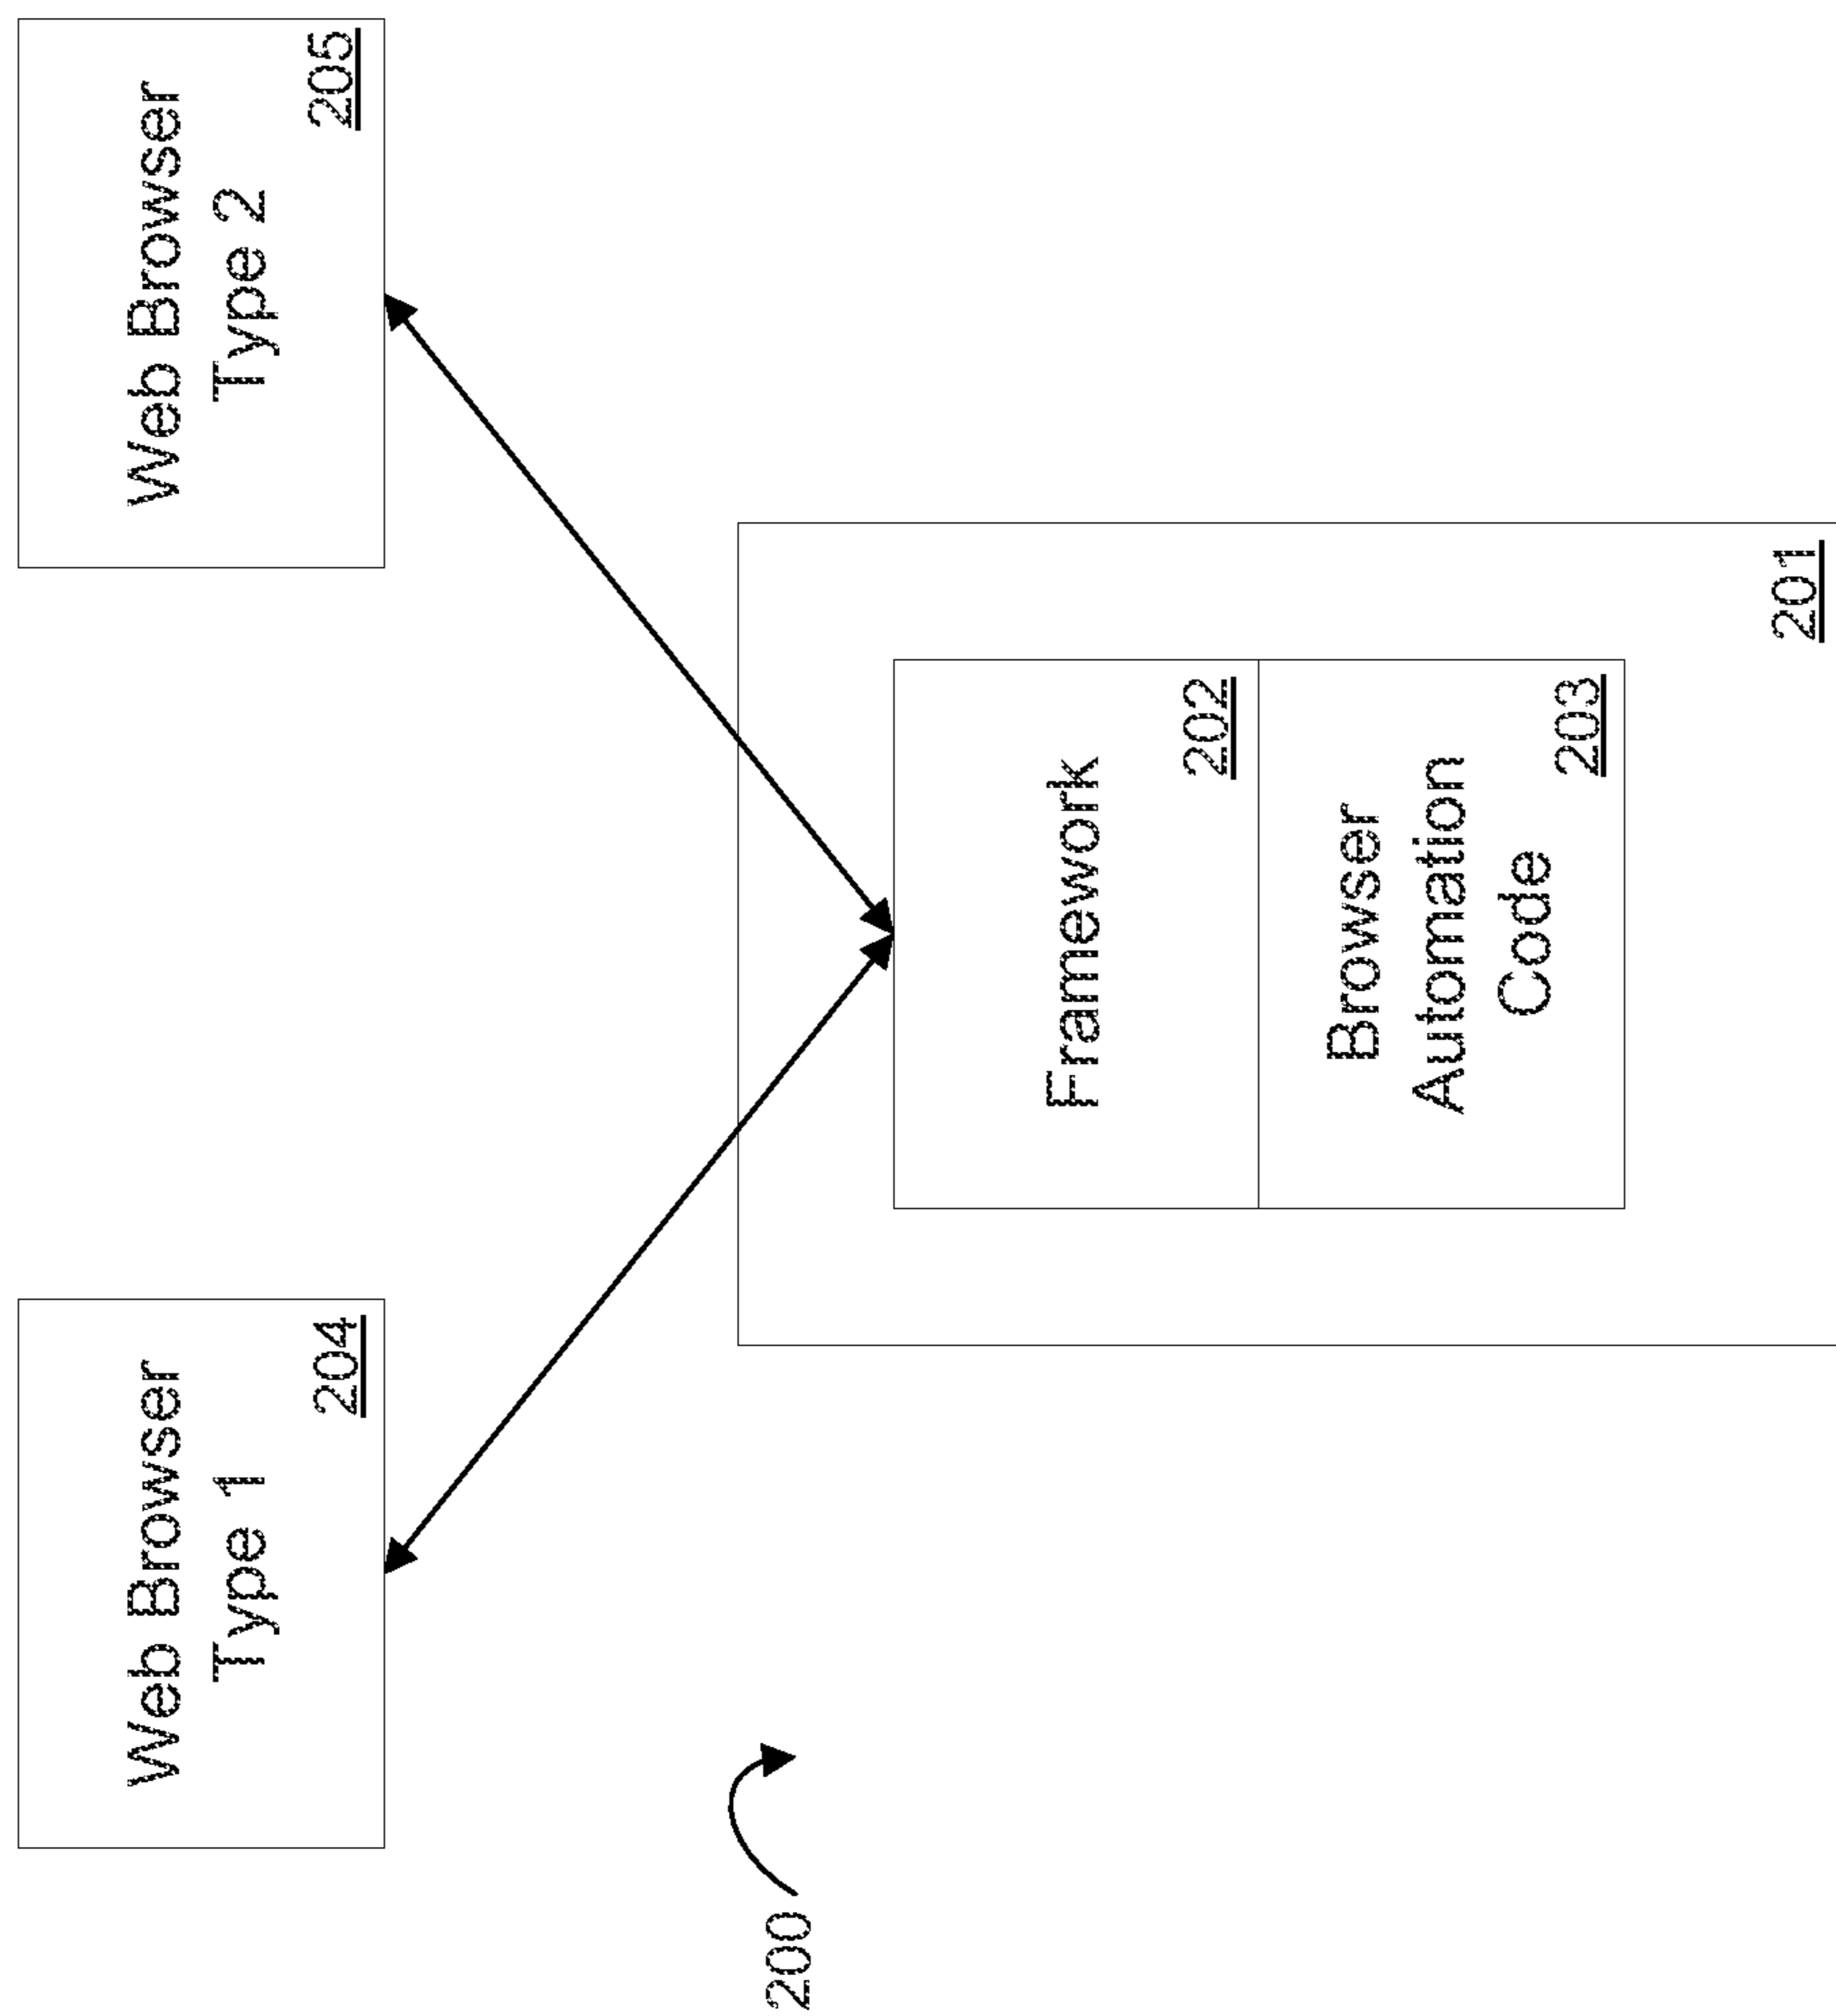 Web Browser
Type 1
204
Web Browser
Type 2
205
200
Framework
202
Browser
Automation
Code
203
201